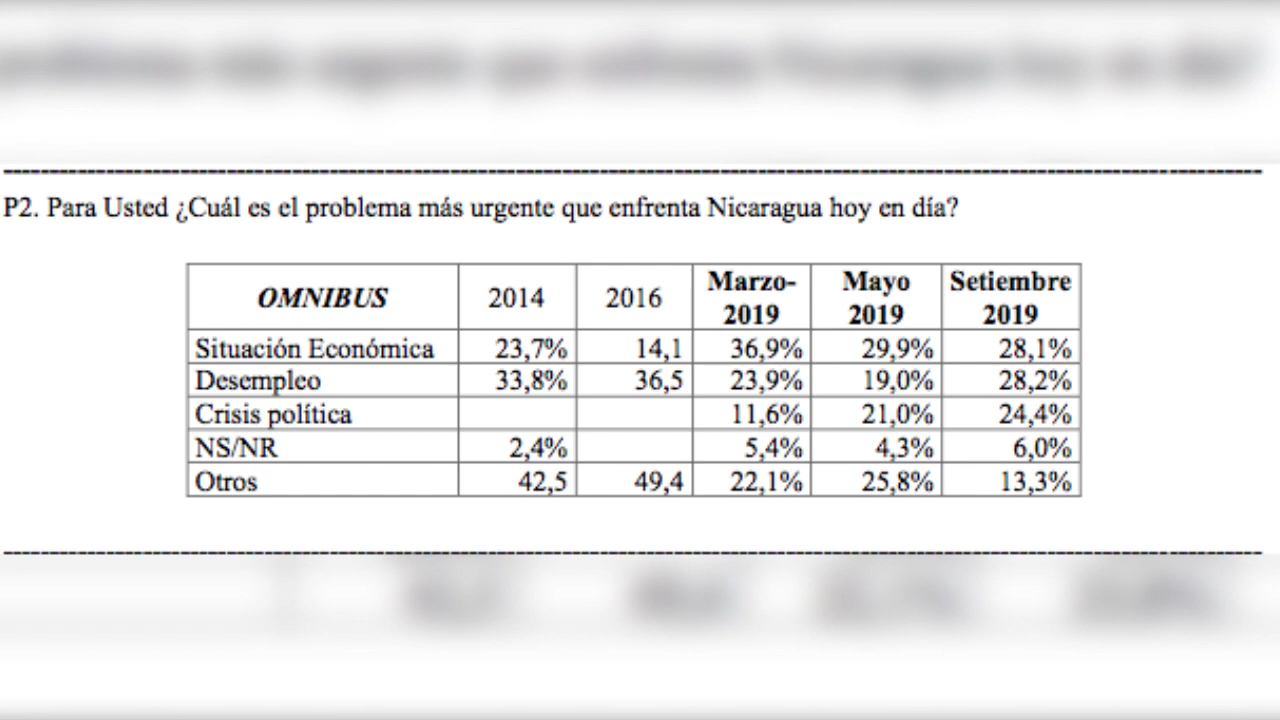 P2. Para Usted ¿Cuál es el problema más urgente que enfrenta Nicaragua hoy en día?
OMNIBUS 2014 2016 Marzo-2019 Mayo 2019 Setiembre 2019
Situación Económica 23,7% 14,1 36,9% 29,9% 28,1%
Desempleo 33,8% 36,5 23,9% 19,0% 28,2%
Crisis política 11,6% 21,0% 24,4%
NS/NR 2,4% 5,4% 4,3% 6,0%
Otros 42,5 49,4 22,1% 25,8% 13,3%